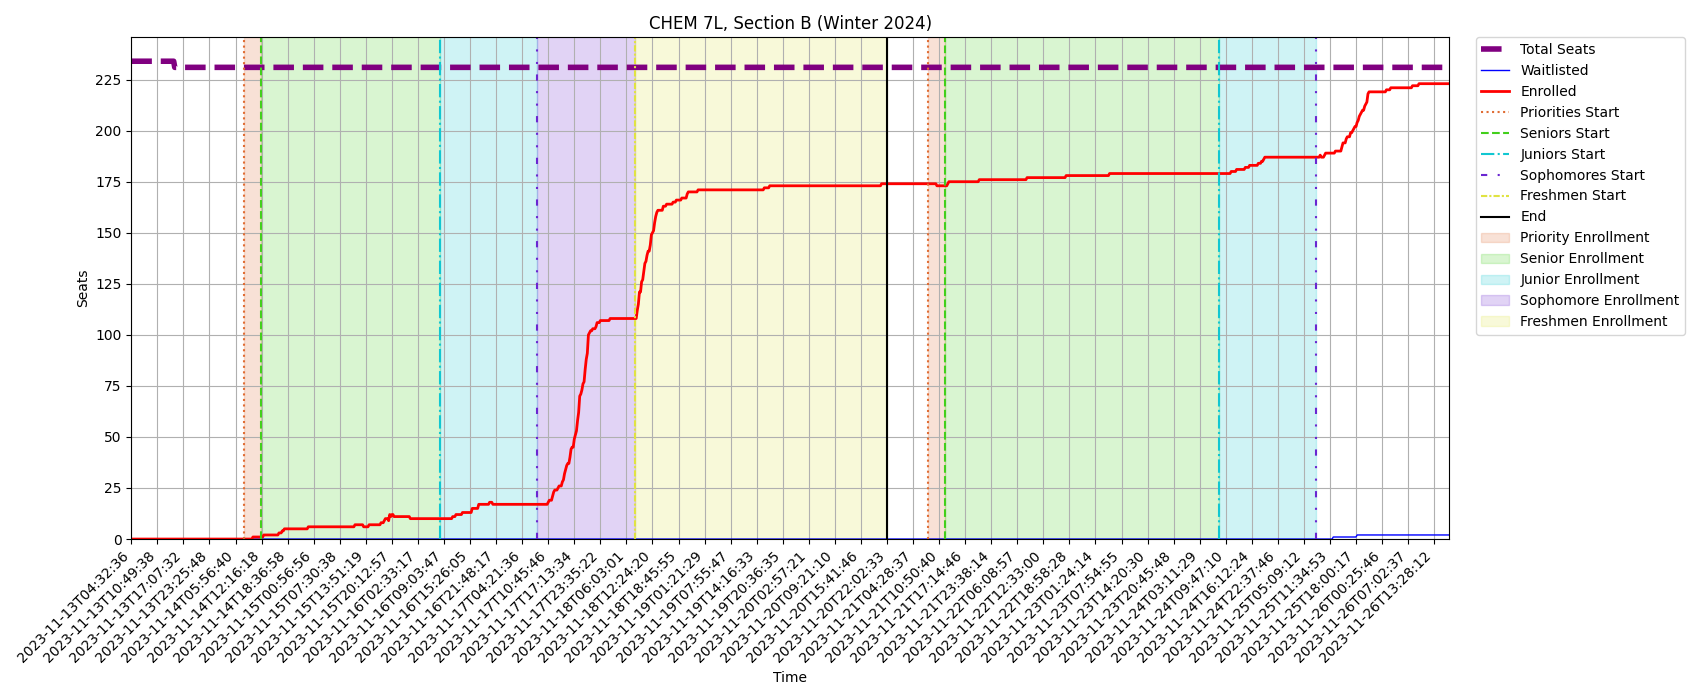 CHEM 7L, Section B (Winter 2024)
Total Seats
Waitlisted
Enrolled
Priorities Start
Seniors Start
Juniors Start
Sophomores Start
Freshmen Start
End
Priority Enrollment
Senior Enrollment
Junior Enrollment
Sophomore Enrollment
Freshmen Enrollment
Seats
225
200
175
150
125
100
75
50
25
0
2023-11-13T04:32:36
2023-11-13T10:49:38
2023-11-13T17:07:32
2023-11-13T23:25:48
2023-11-14T05:56:40
2023-11-14T12:16:18
2023-11-14T18:36:58
2023-11-15T00:56:56
2023-11-15T07:30:38
2023-11-15T13:51:19
2023-11-15T20:12:57
2023-11-16T02:33:17
2023-11-16T09:03:47
2023-11-16T15:26:05
2023-11-16T21:48:17
2023-11-17T04:21:36
2023-11-17T10:45:46
2023-11-17T17:13:34
2023-11-17T23:35:22
2023-11-18T06:03:01
2023-11-18T12:24:20
2023-11-18T18:45:55
2023-11-19T01:21:29
2023-11-19T07:55:47
2023-11-19T14:16:33
2023-11-19T20:36:35
2023-11-20T02:57:21
2023-11-20T09:21:10
2023-11-20T15:41:46
2023-11-20T22:02:33
2023-11-21T04:28:37
2023-11-21T10:50:40
2023-11-21T17:14:46
2023-11-21T23:38:14
2023-11-22T06:08:57
2023-11-22T12:33:00
2023-11-22T18:58:28
2023-11-23T01:24:14
2023-11-23T07:54:55
2023-11-23T14:20:30
2023-11-23T20:45:48
2023-11-24T03:11:29
2023-11-24T09:47:10
2023-11-24T16:12:24
2023-11-24T22:37:46
2023-11-25T05:09:12
2023-11-25T11:34:53
2023-11-25T18:00:17
2023-11-26T00:25:46
2023-11-26T07:02:37
2023-11-26T13:28:12
Time